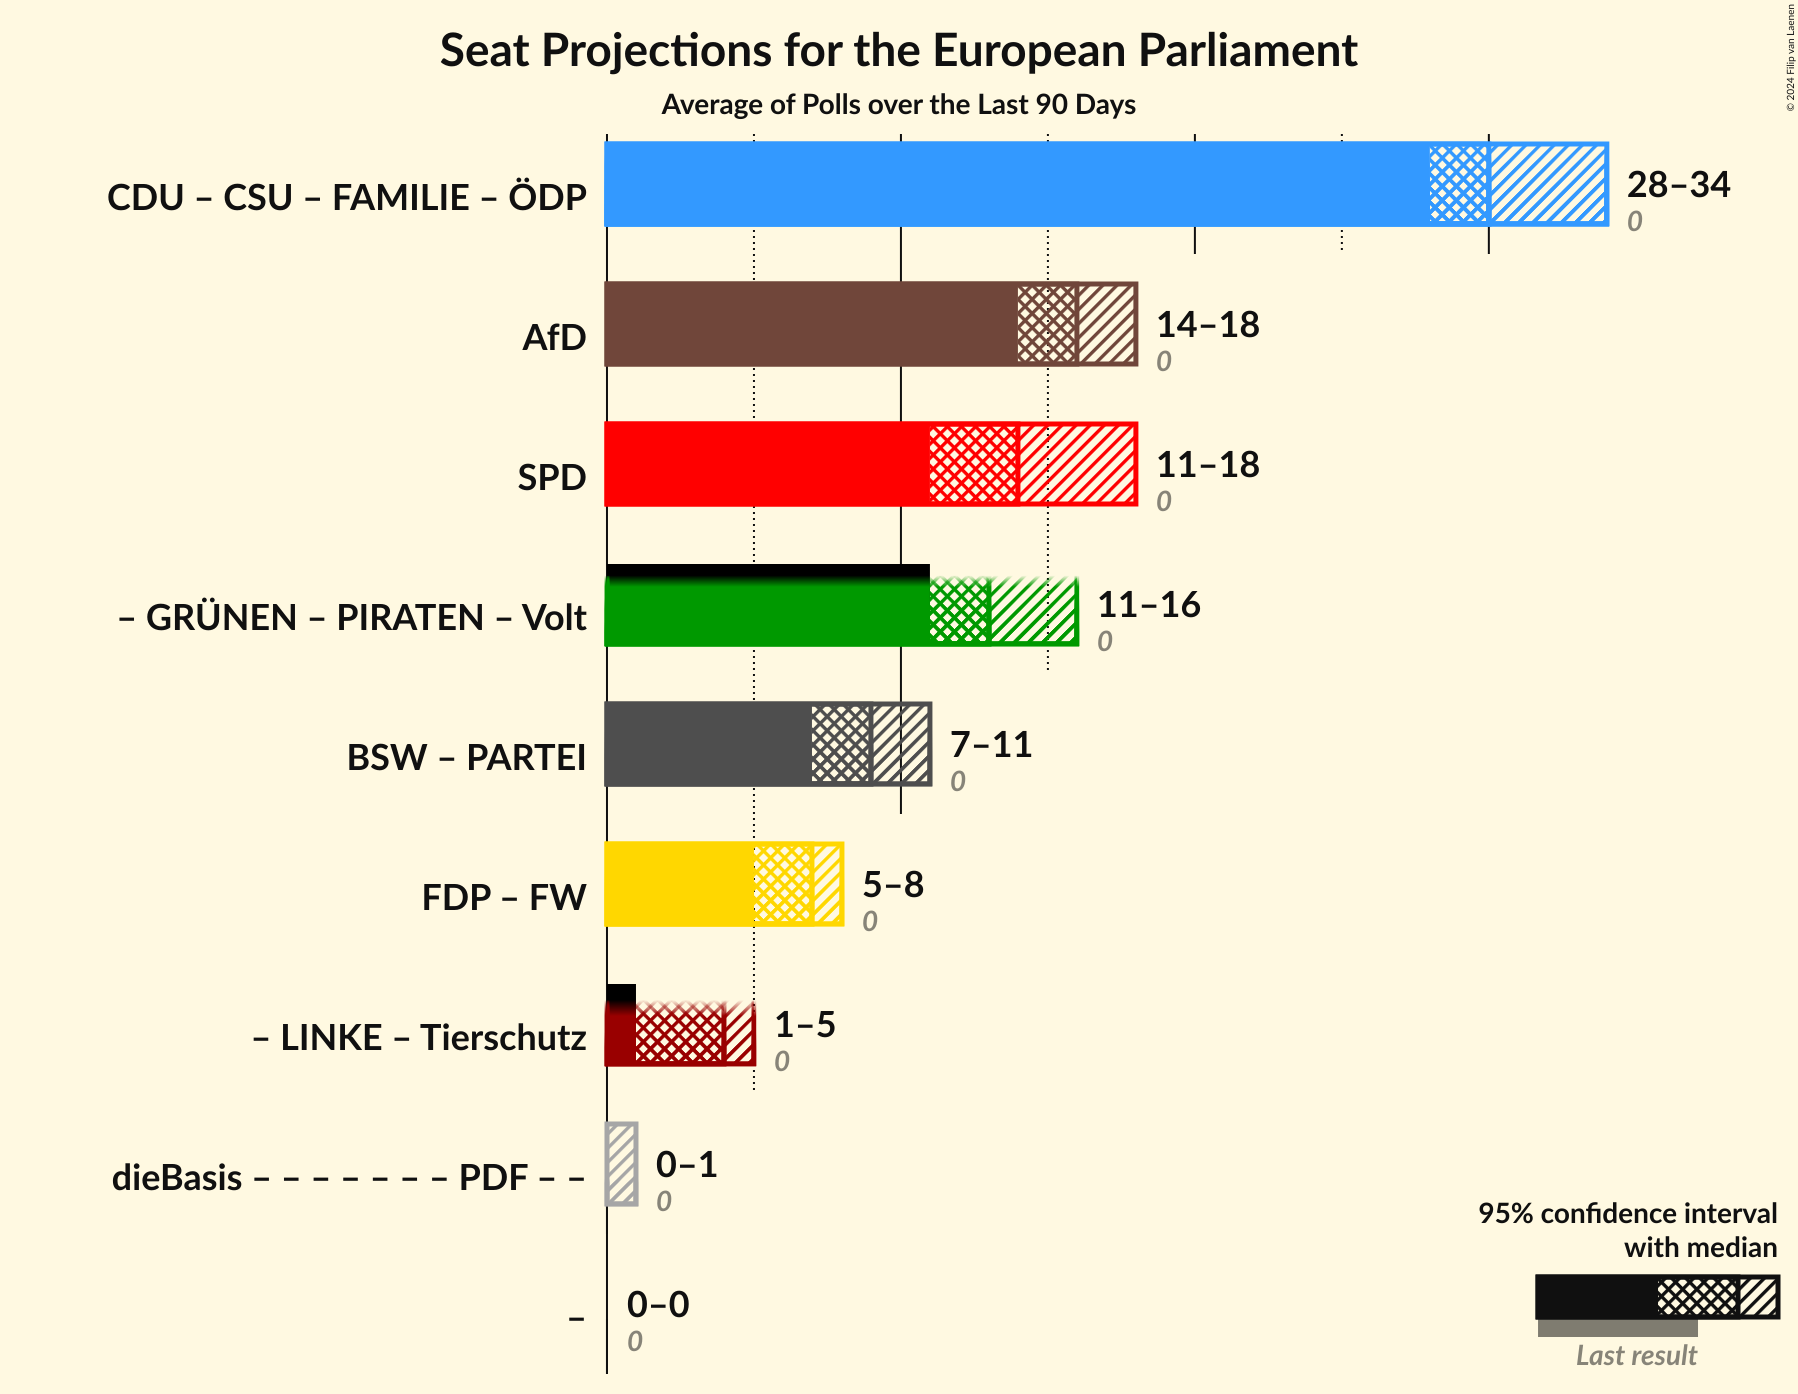 Seat Projections for the European Parliament
Average of Polls over the Last 90 Days
© 2024 Filip van Laenen
CDU – CSU – FAMILIE – ÖDP
28–34
0
AfD
14–18
0
SPD
11–18
0
– GRÜNEN – PIRATEN – Volt
11–16
0
BSW – PARTEI
7–11
0
FDP – FW
5–8
0
– LINKE – Tierschutz
1–5
0
dieBasis – – – – – – – PDF – –
0–1
0
–
0–0
0
95% confidence interval
with median
Last result